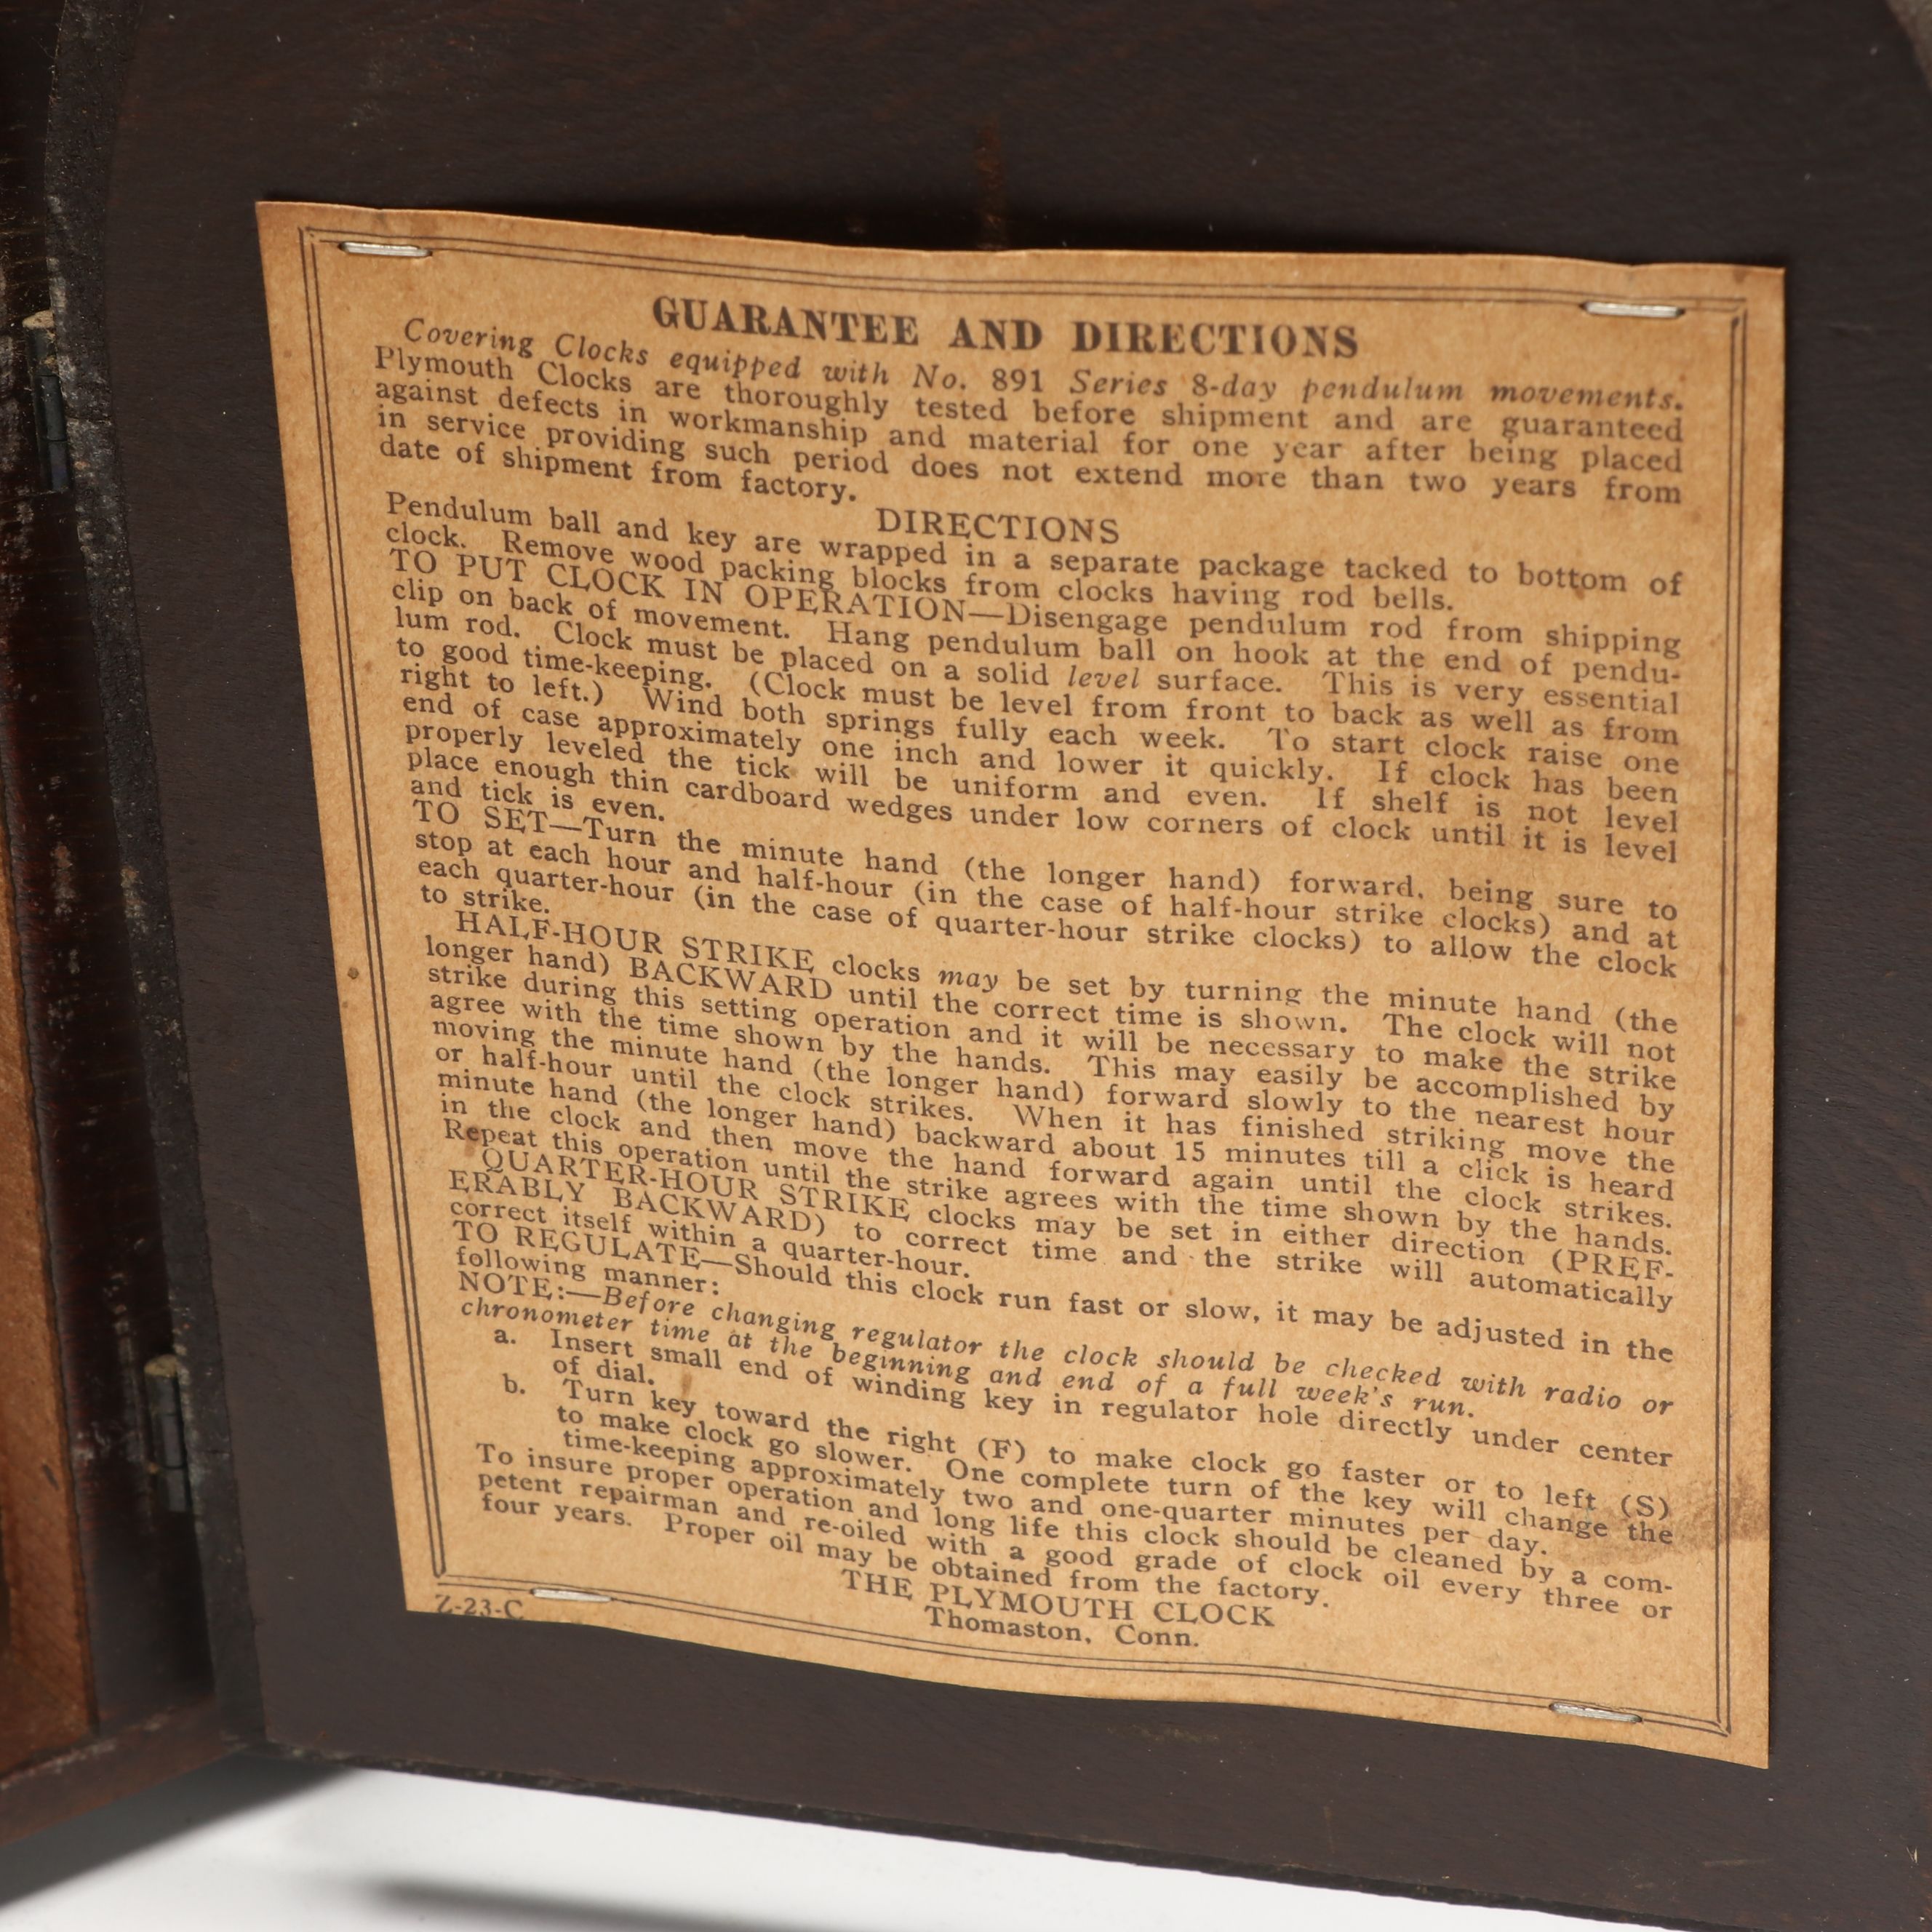 GUARANTEE AND DIRECTIONS
Covering Clocks equipped with No. 891 Series 8-day pendulum movements.
Plymouth Clocks are thoroughly tested before shipment and are guaranteed
against defects in workmanship and material for one year after being placed
in service providing such period does not extend more than two years from
date of shipment from factory.
DIRECTIONS
Pendulum ball and key are wrapped in a separate package tacked to bottom of
clock. Remove wood packing blocks from clocks having rod bells.
TO PUT CLOCK IN OPERATION—Disengage pendulum rod from shipping
clip on back of movement. Hang pendulum ball on hook at the end of pendu-
lum rod. Clock must be placed on a solid level surface. This is very essential
to good time-keeping. (Clock must be level from front to back as well as from
right to left.) Wind both springs fully each week. To start clock raise one
end of case approximately one inch and lower it quickly. If clock has been
properly leveled the tick will be uniform and even. If shelf is not level
place enough thin cardboard wedges under low corners of clock until it is level
and tick is even.
TO SET—Turn the minute hand (the longer hand) forward, being sure to
stop at each hour and half-hour (in the case of half-hour strike clocks) and at
each quarter-hour (in the case of quarter-hour strike clocks) to allow the clock
to strike.
HALF-HOUR STRIKE clocks may be set by turning the minute hand (the
longer hand) BACKWARD until the correct time is shown. The clock will not
strike during this setting operation and it will be necessary to make the strike
agree with the time shown by the hands. This may easily be accomplished by
moving the minute hand (the longer hand) forward slowly to the nearest hour
or half-hour until the clock strikes. When it has finished striking move the
minute hand (the longer hand) backward about 15 minutes till a click is heard
in the clock and then move the hand forward again until the clock strikes.
Repeat this operation until the strike agrees with the time shown by the hands.
QUARTER-HOUR STRIKE clocks may be set in either direction (PREF-
ERABLY BACKWARD) to correct time and the strike will automatically
correct itself within a quarter-hour.
TO REGULATE—Should this clock run fast or slow, it may be adjusted in the
following manner:
NOTE:—Before changing regulator the clock should be checked with radio or
chronometer time at the beginning and end of a full week's run.
a. Insert small end of winding key in regulator hole directly under center
of dial.
b. Turn key toward the right (F) to make clock go faster or to left (S)
to make clock go slower. One complete turn of the key will change the
time-keeping approximately two and one-quarter minutes per day.
To insure proper operation and long life this clock should be cleaned by a com-
petent repairman and re-oiled with a good grade of clock oil every three or
four years. Proper oil may be obtained from the factory.
THE PLYMOUTH CLOCK
Thomaston, Conn.
Z-23-C